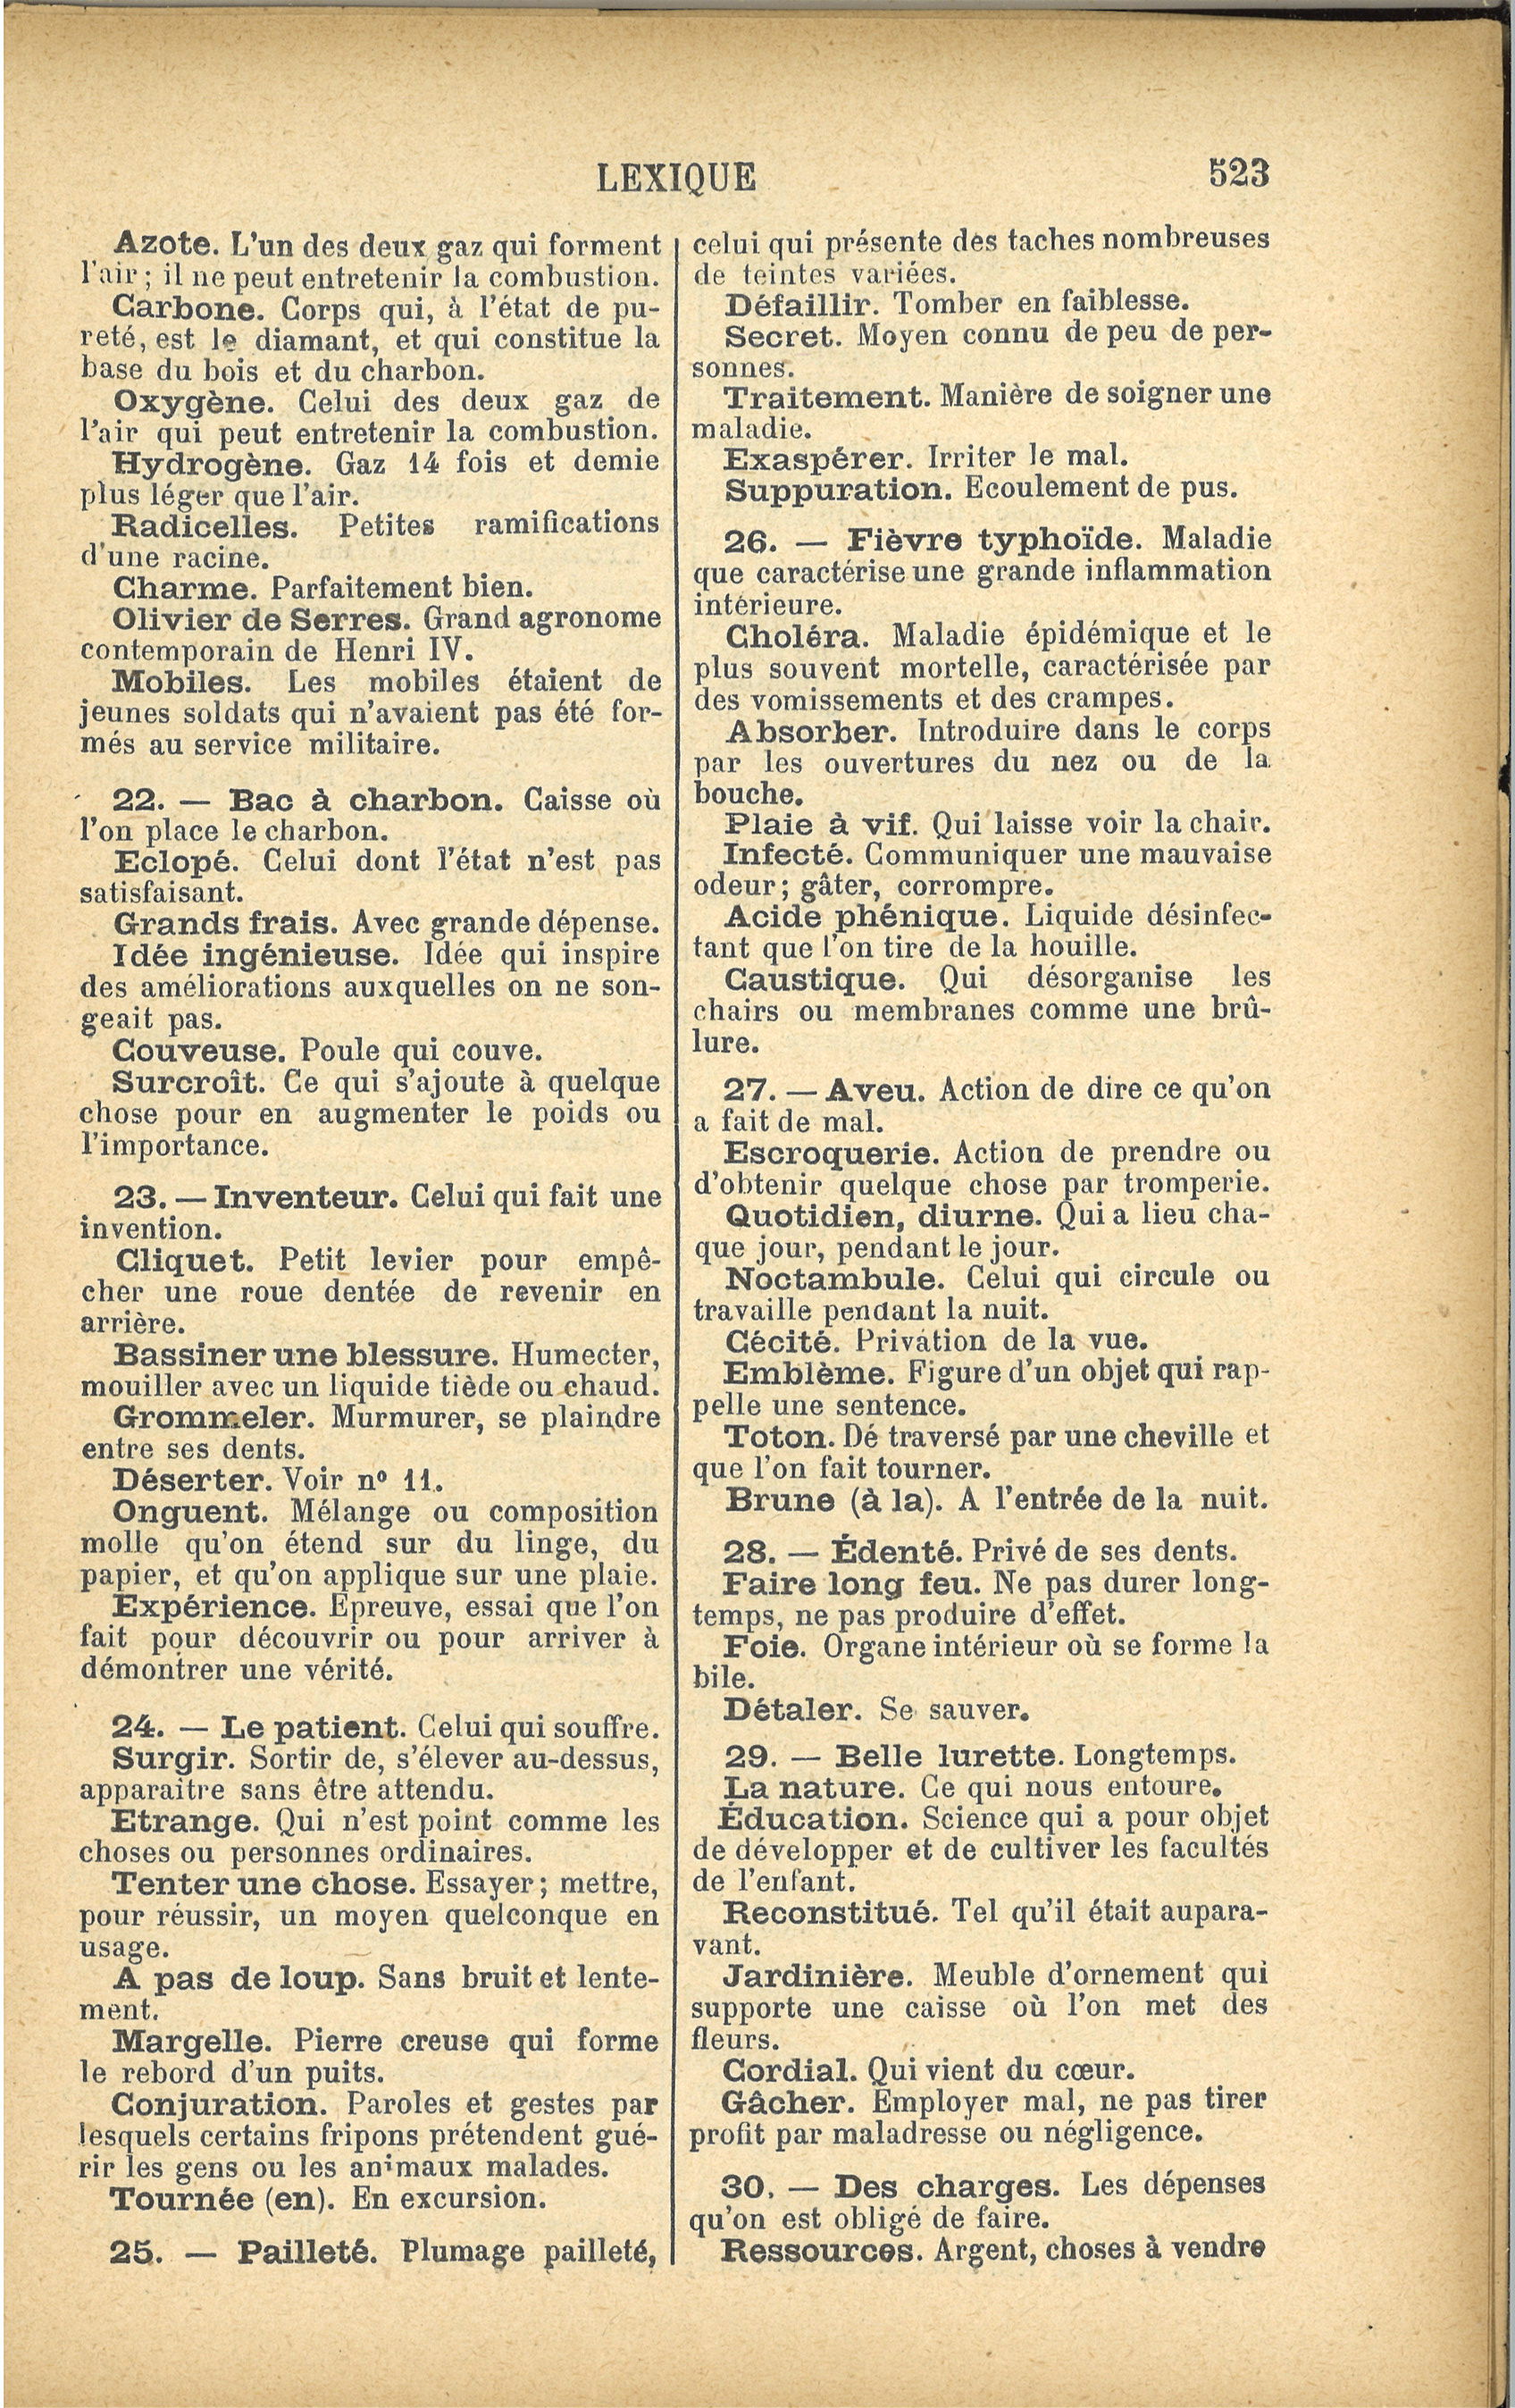 LEXIQUE
523
Azote. L'un des deux gaz qui forment
l'air; il ne peut entretenir la combustion.
Carbone. Corps qui, à l'état de pu-
reté, est le diamant, et qui constitue la
base du bois et du charbon.
Oxygène. Celui des deux gaz de
l'air qui peut entretenir la combustion.
Hydrogène. Gaz 14 fois et demie
plus léger que l'air.
Radicelles. Petites ramifications
d'une racine.
Charme. Parfaitement bien.
Olivier de Serres. Grand agronome
contemporain de Henri IV.
Mobiles. Les mobiles étaient de
jeunes soldats qui n'avaient pas été for-
més au service militaire.
22. — Bac à charbon. Caisse où
l'on place le charbon.
Eclopé. Celui dont l'état n'est pas
satisfaisant.
Grands frais. Avec grande dépense.
Idée ingénieuse. Idée qui inspire
des améliorations auxquelles on ne son-
geait pas.
Couveuse. Poule qui couve.
Surcroît. Ce qui s'ajoute à quelque
chose pour en augmenter le poids ou
l'importance.
23. — Inventeur. Celui qui fait une
invention.
Cliquet. Petit levier pour empê-
cher une roue dentée de revenir en
arrière.
Bassiner une blessure. Humecter,
mouiller avec un liquide tiède ou chaud.
Grommeler. Murmurer, se plaindre
entre ses dents.
Déserter. Voir nº 11.
Onguent. Mélange ou composition
molle qu'on étend sur du linge, du
papier, et qu'on applique sur une plaie.
Expérience. Epreuve, essai que l'on
fait pour découvrir ou pour arriver à
démontrer une vérité.
24. — Le patient. Celui qui souffre.
Surgir. Sortir de, s'élever au-dessus,
apparaitre sans être attendu.
Etrange. Qui n'est point comme les
choses ou personnes ordinaires.
Tenter une chose. Essayer; mettre,
pour réussir, un moyen quelconque en
usage.
A pas de loup. Sans bruit et lente-
ment.
Margelle. Pierre creuse qui forme
le rebord d'un puits.
Conjuration. Paroles et gestes par
lesquels certains fripons prétendent gué-
rir les gens ou les animaux malades.
Tournée (en). En excursion.
25. — Pailleté. Plumage pailleté,
celui qui présente des taches nombreuses
de teintes variées.
Défaillir. Tomber en faiblesse.
Secret. Moyen connu de peu de per-
sonnes.
Traitement. Manière de soigner une
maladie.
Exaspérer. Irriter le mal.
Suppuration. Ecoulement de pus.
26. — Fièvre typhoïde. Maladie
que caractérise une grande inflammation
intérieure.
Choléra. Maladie épidémique et le
plus souvent mortelle, caractérisée par
des vomissements et des crampes.
Absorber. Introduire dans le corps
par les ouvertures du nez ou de la
bouche.
Plaie à vif. Qui laisse voir la chair.
Infecté. Communiquer une mauvaise
odeur; gâter, corrompre.
Acide phénique. Liquide désinfec-
tant que l'on tire de la houille.
Caustique. Qui désorganise les
chairs ou membranes comme une brû-
lure.
27. — Aveu. Action de dire ce qu'on
a fait de mal.
Escroquerie. Action de prendre ou
d'obtenir quelque chose par tromperie.
Quotidien, diurne. Qui a lieu cha-
que jour, pendant le jour.
Noctambule. Celui qui circule ou
travaille pendant la nuit.
Cécité. Privation de la vue.
Emblème. Figure d'un objet qui rap-
pelle une sentence.
Toton. Dé traversé par une cheville et
que l'on fait tourner.
Brune (à la). A l'entrée de la nuit.
28. — Édenté. Privé de ses dents.
Faire long feu. Ne pas durer long-
temps, ne pas produire d'effet.
Foie. Organe intérieur où se forme la
bile.
Détaler. Se sauver.
29. — Belle lurette. Longtemps.
La nature. Ce qui nous entoure.
Éducation. Science qui a pour objet
de développer et de cultiver les facultés
de l'enfant.
Reconstitué. Tel qu'il était aupara-
vant.
Jardinière. Meuble d'ornement qui
supporte une caisse où l'on met des
fleurs.
Cordial. Qui vient du cœur.
Gâcher. Employer mal, ne pas tirer
profit par maladresse ou négligence.
30. — Des charges. Les dépenses
qu'on est obligé de faire.
Ressources. Argent, choses à vendre